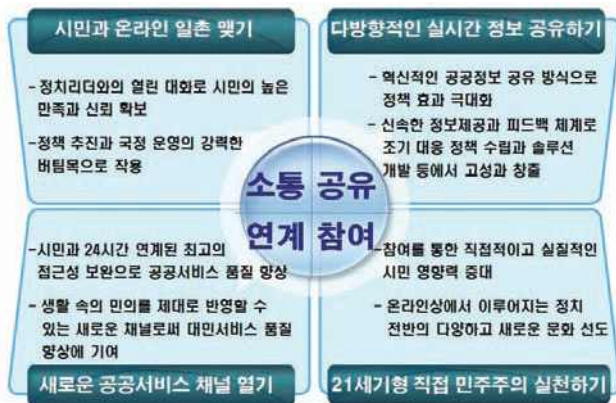 시민과 온라인 일촌 맺기
- 정치리더와의 열린 대화로 시민의 높은
만족과 신뢰 확보
- 정책 추진과 국정 운영의 강력한
버팀목으로 작용
다방향적인 실시간 정보 공유하기
- 혁신적인 공공정보 공유 방식으로
정책 효과 극대화
- 신속한 정보제공과 피드백 체계로
조기 대응 정책 수립과 솔루션
개발 등에서 고성과 창출
소통 공유
연계 참여
-시민과 24시간 연계된 최고의
접근성 보완으로 공공서비스 품질 향상
- 생활 속의 민의를 제대로 반영할 수
있는 새로운 채널로써 대민서비스 품질
향상에 기여
새로운 공공서비스 채널 열기
-참여를 통한 직접적이고 실질적인
시민 영향력 증대
- 온라인상에서 이루어지는 정치
전반의 다양하고 새로운 문화 선도
21세기형 직접 민주주의 실천하기